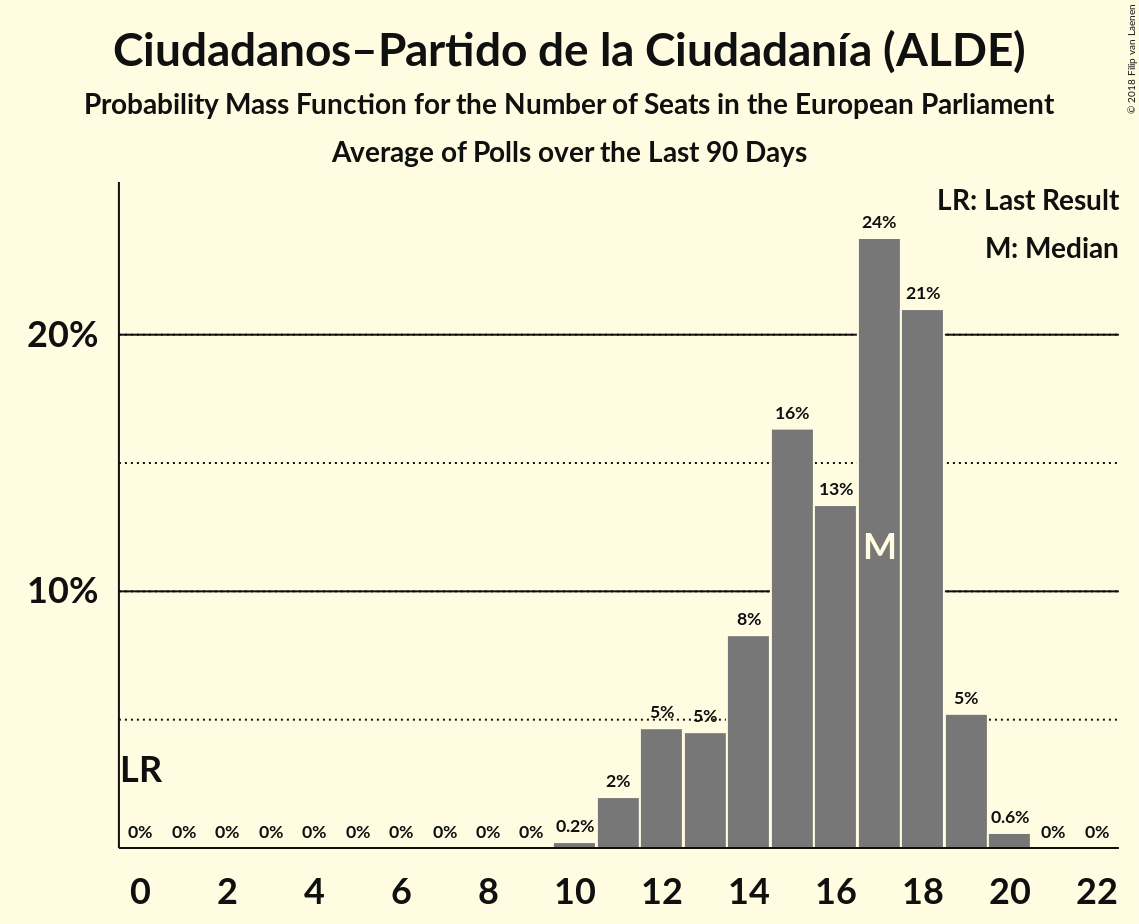 Ciudadanos–Partido de la Ciudadanía (ALDE)
Probability Mass Function for the Number of Seats in the European Parliament
Average of Polls over the Last 90 Days
© 2018 Filip van Laenen
LR: Last Result
M: Median
24%
21%
20%
16%
13%
M
10%
8%
5% 5% 5%
LR
2%
0% 0% 0% 0% 0% 0% 0% 0% 0% 0% 0.2% 0.6% 0% 0%
0 2 4 6 8 10 12 14 16 18 20 22